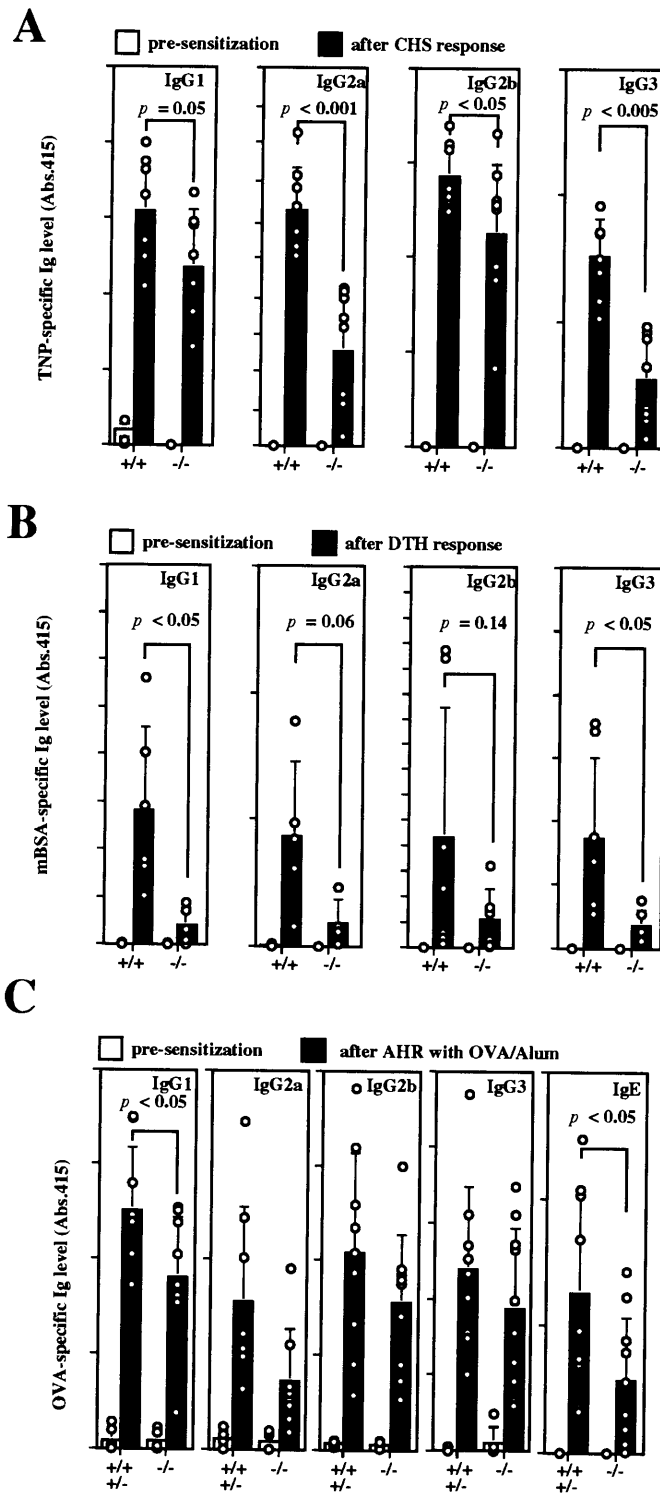 A
pre-sensitization after CHS response
IgG1 IgG2a IgG2b IgG3
p = 0.05 p < 0.001 p < 0.05 p < 0.005
TNP-specific Ig level (Abs.415)
+/+ -/- +/+ -/- +/+ -/- +/+ -/-
B
pre-sensitization after DTH response
IgG1 IgG2a IgG2b IgG3
p < 0.05 p = 0.06 p = 0.14 p < 0.05
mBSA-specific Ig level (Abs.415)
+/+ -/- +/+ -/- +/+ -/- +/+ -/-
C
pre-sensitization after AHR with OVA/Alum
IgG1 IgG2a IgG2b IgG3 IgE
p < 0.05 p < 0.05
OVA-specific Ig level (Abs.415)
+/+ -/- +/+ -/- +/+ -/- +/+ -/- +/+ -/-
+/- +/- +/- +/- +/-